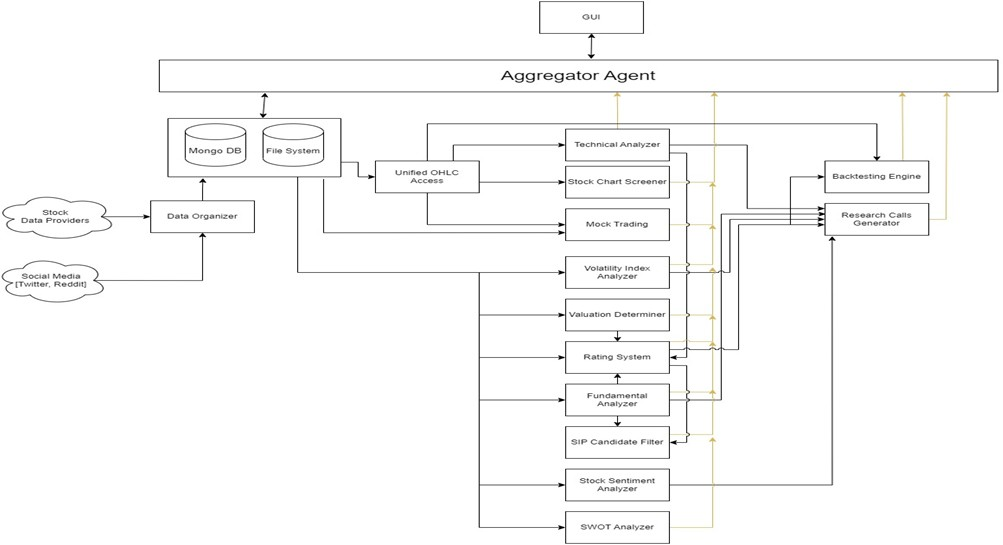 GUI
Aggregator Agent
Mongo DB
File System
Unified OHLC
Access
Technical Analyzer
Stock Chart Screener
Mock Trading
Backtesting Engine
Research Calls
Generator
Stock
Data Providers
Data Organizer
Social Media
[Twitter, Reddit]
Volatility Index
Analyzer
Valuation Determiner
Rating System
Fundamental
Analyzer
SIP Candidate Filter
Stock Sentiment
Analyzer
SWOT Analyzer